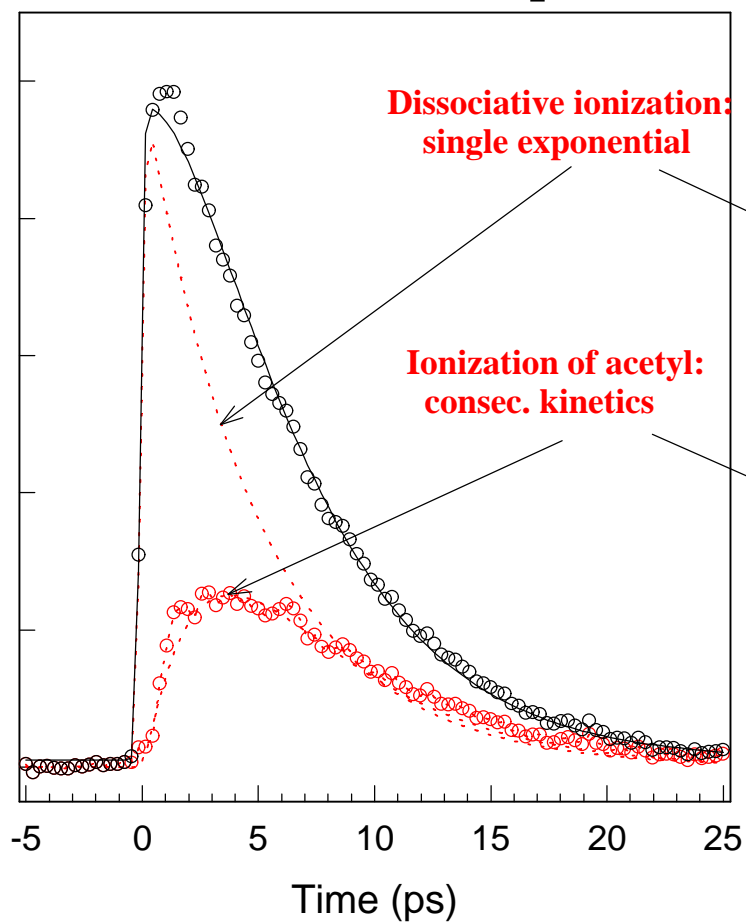 Dissociative ionization:
single exponential
Ionization of acetyl:
consec. kinetics
-5 0 5 10 15 20 25
Time (ps)